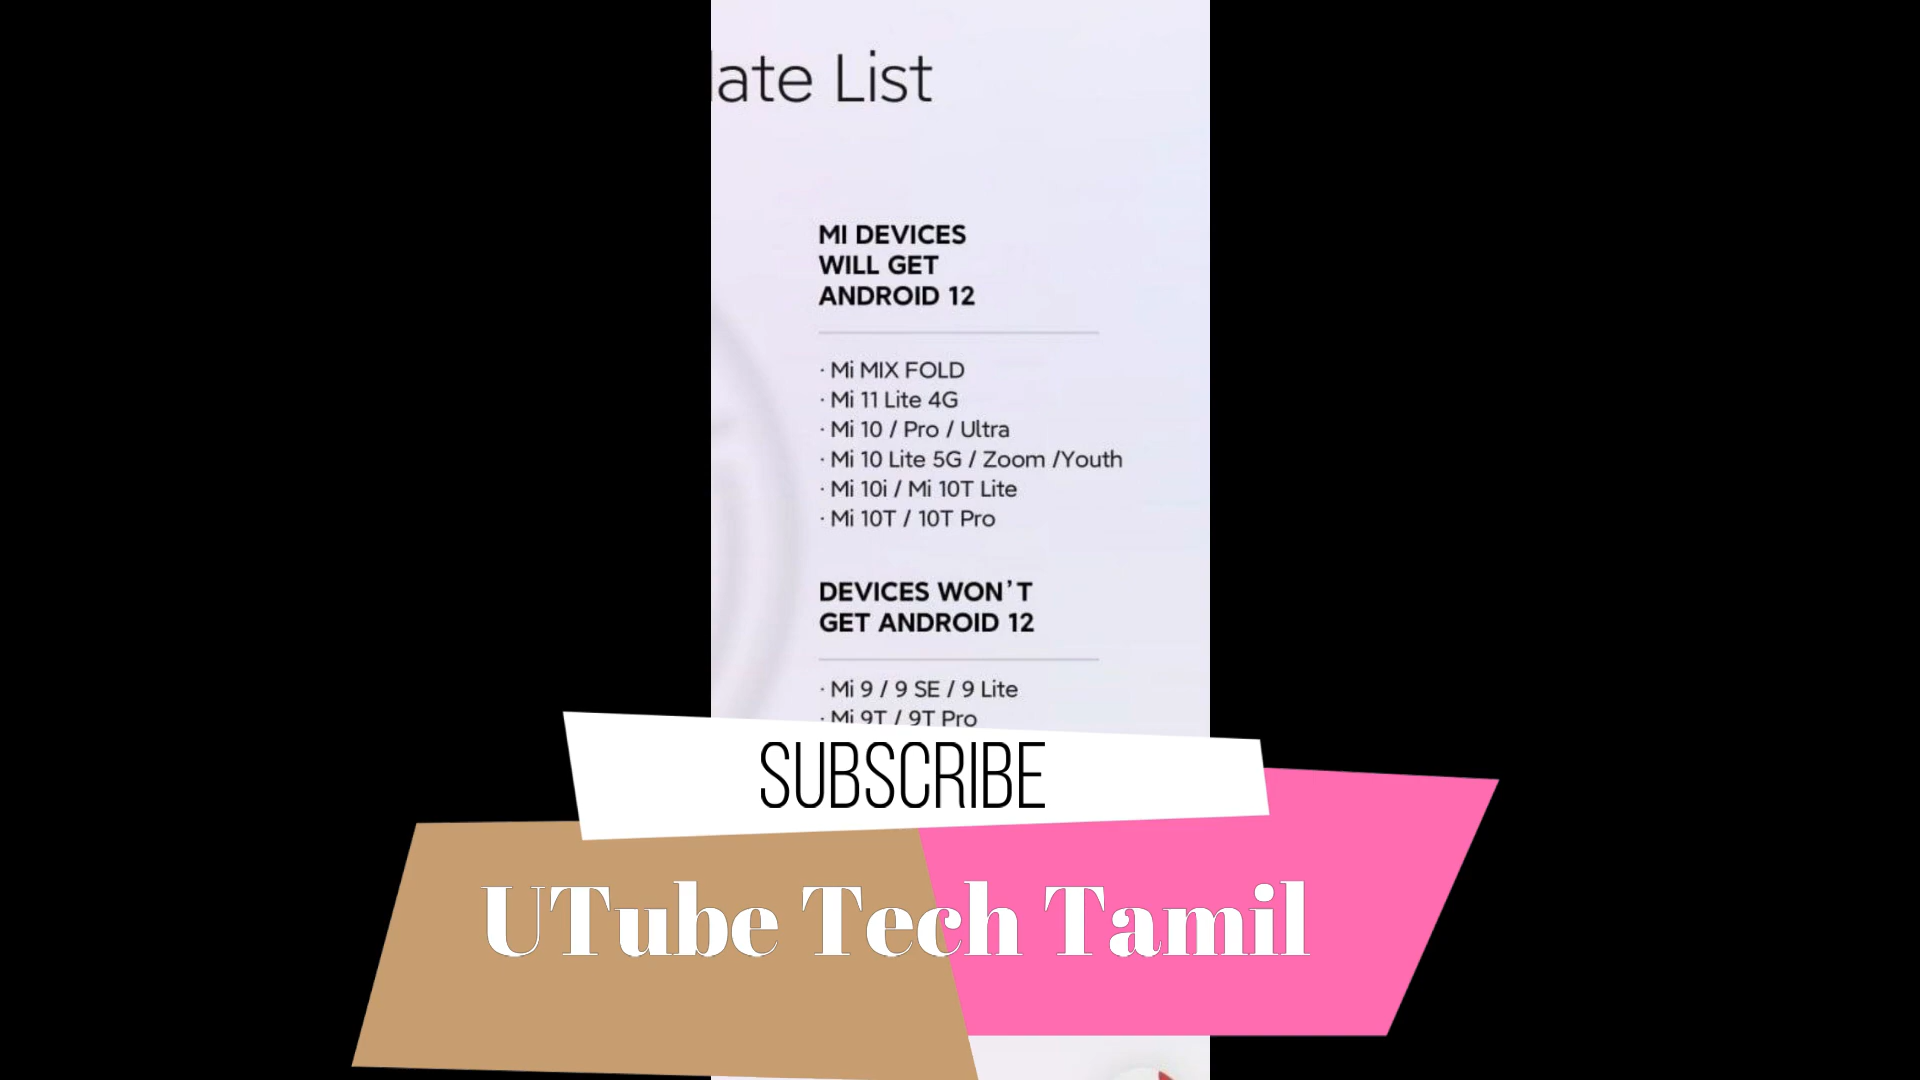 ate List
MI DEVICES
WILL GET
ANDROID 12
· Mi MIX FOLD
· Mi 11 Lite 4G
· Mi 10 / Pro / Ultra
· Mi 10 Lite 5G / Zoom /Youth
· Mi 10i / Mi 10T Lite
· Mi 10T / 10T Pro
DEVICES WON’T
GET ANDROID 12
· Mi 9 / 9 SE / 9 Lite
· Mi 9T / 9T Pro
SUBSCRIBE
UTube Tech Tamil